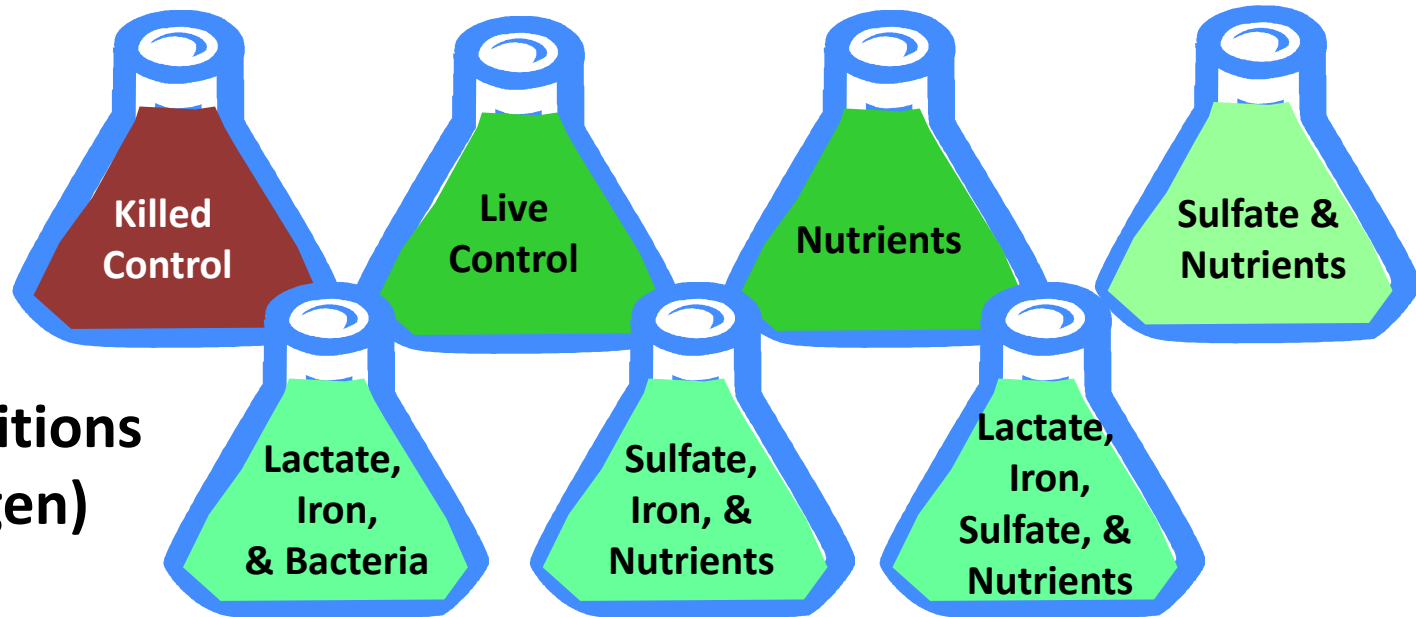 Killed
Control
Live
Control
Nutrients
Sulfate &
Nutrients
itions
gen)
Lactate,
Iron,
& Bacteria
Sulfate,
Iron, &
Nutrients
Lactate,
Iron,
Sulfate, &
Nutrients